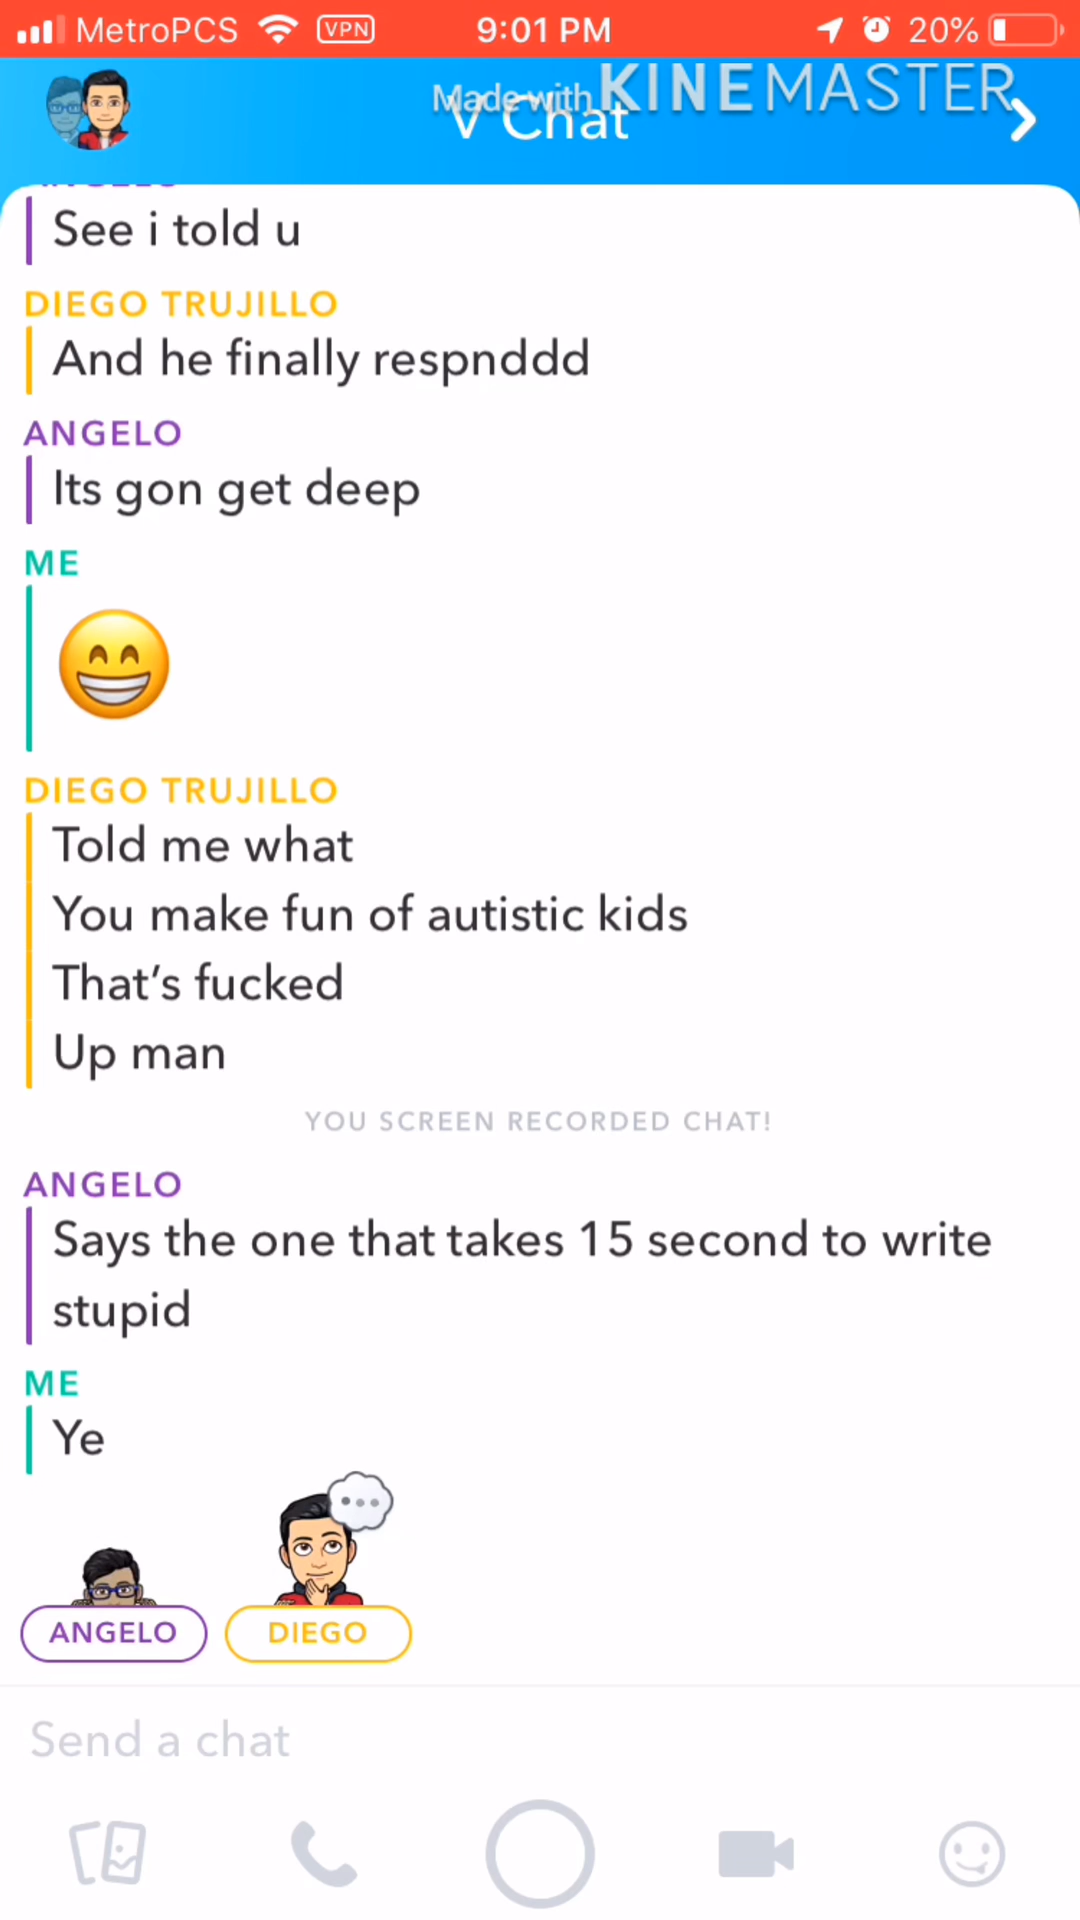 MetroPCS VPN 9:01 PM 20%
Made with KINEMASTER
V Chat
See i told u
DIEGO TRUJILLO
And he finally respnddd
ANGELO
Its gon get deep
ME
😁
DIEGO TRUJILLO
Told me what
You make fun of autistic kids
That's fucked
Up man
YOU SCREEN RECORDED CHAT!
ANGELO
Says the one that takes 15 second to write
stupid
ME
Ye
ANGELO DIEGO
Send a chat